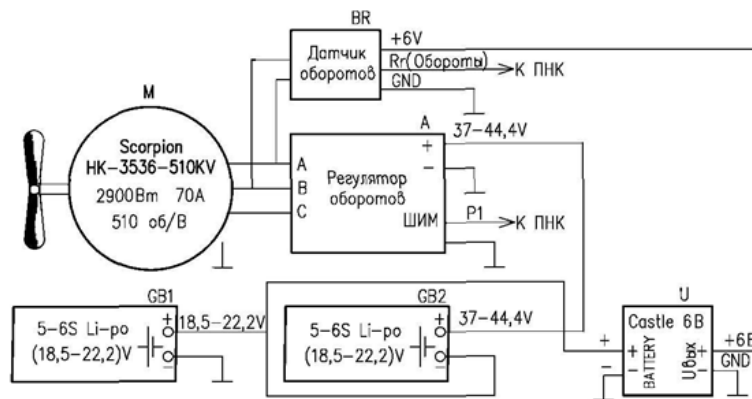 BR
Датчик
оборотов
+6V
Rr(Обороты)
GND
К ПНК
M
Scorpion
НК-3536-510KV
2900Вт 70А
510 об/В
A
37-44,4V
A
B
C
Регулятор
оборотов
+
−
ШИМ
P1
К ПНК
GB1
5-6S Li-po
(18,5-22,2)V
+
−
18,5-22,2V
GB2
5-6S Li-po
(18,5-22,2)V
+
−
37-44,4V
U
Castle 6В
+
−
+
−
BATTERY
Uвых
+
−
+6В
GND